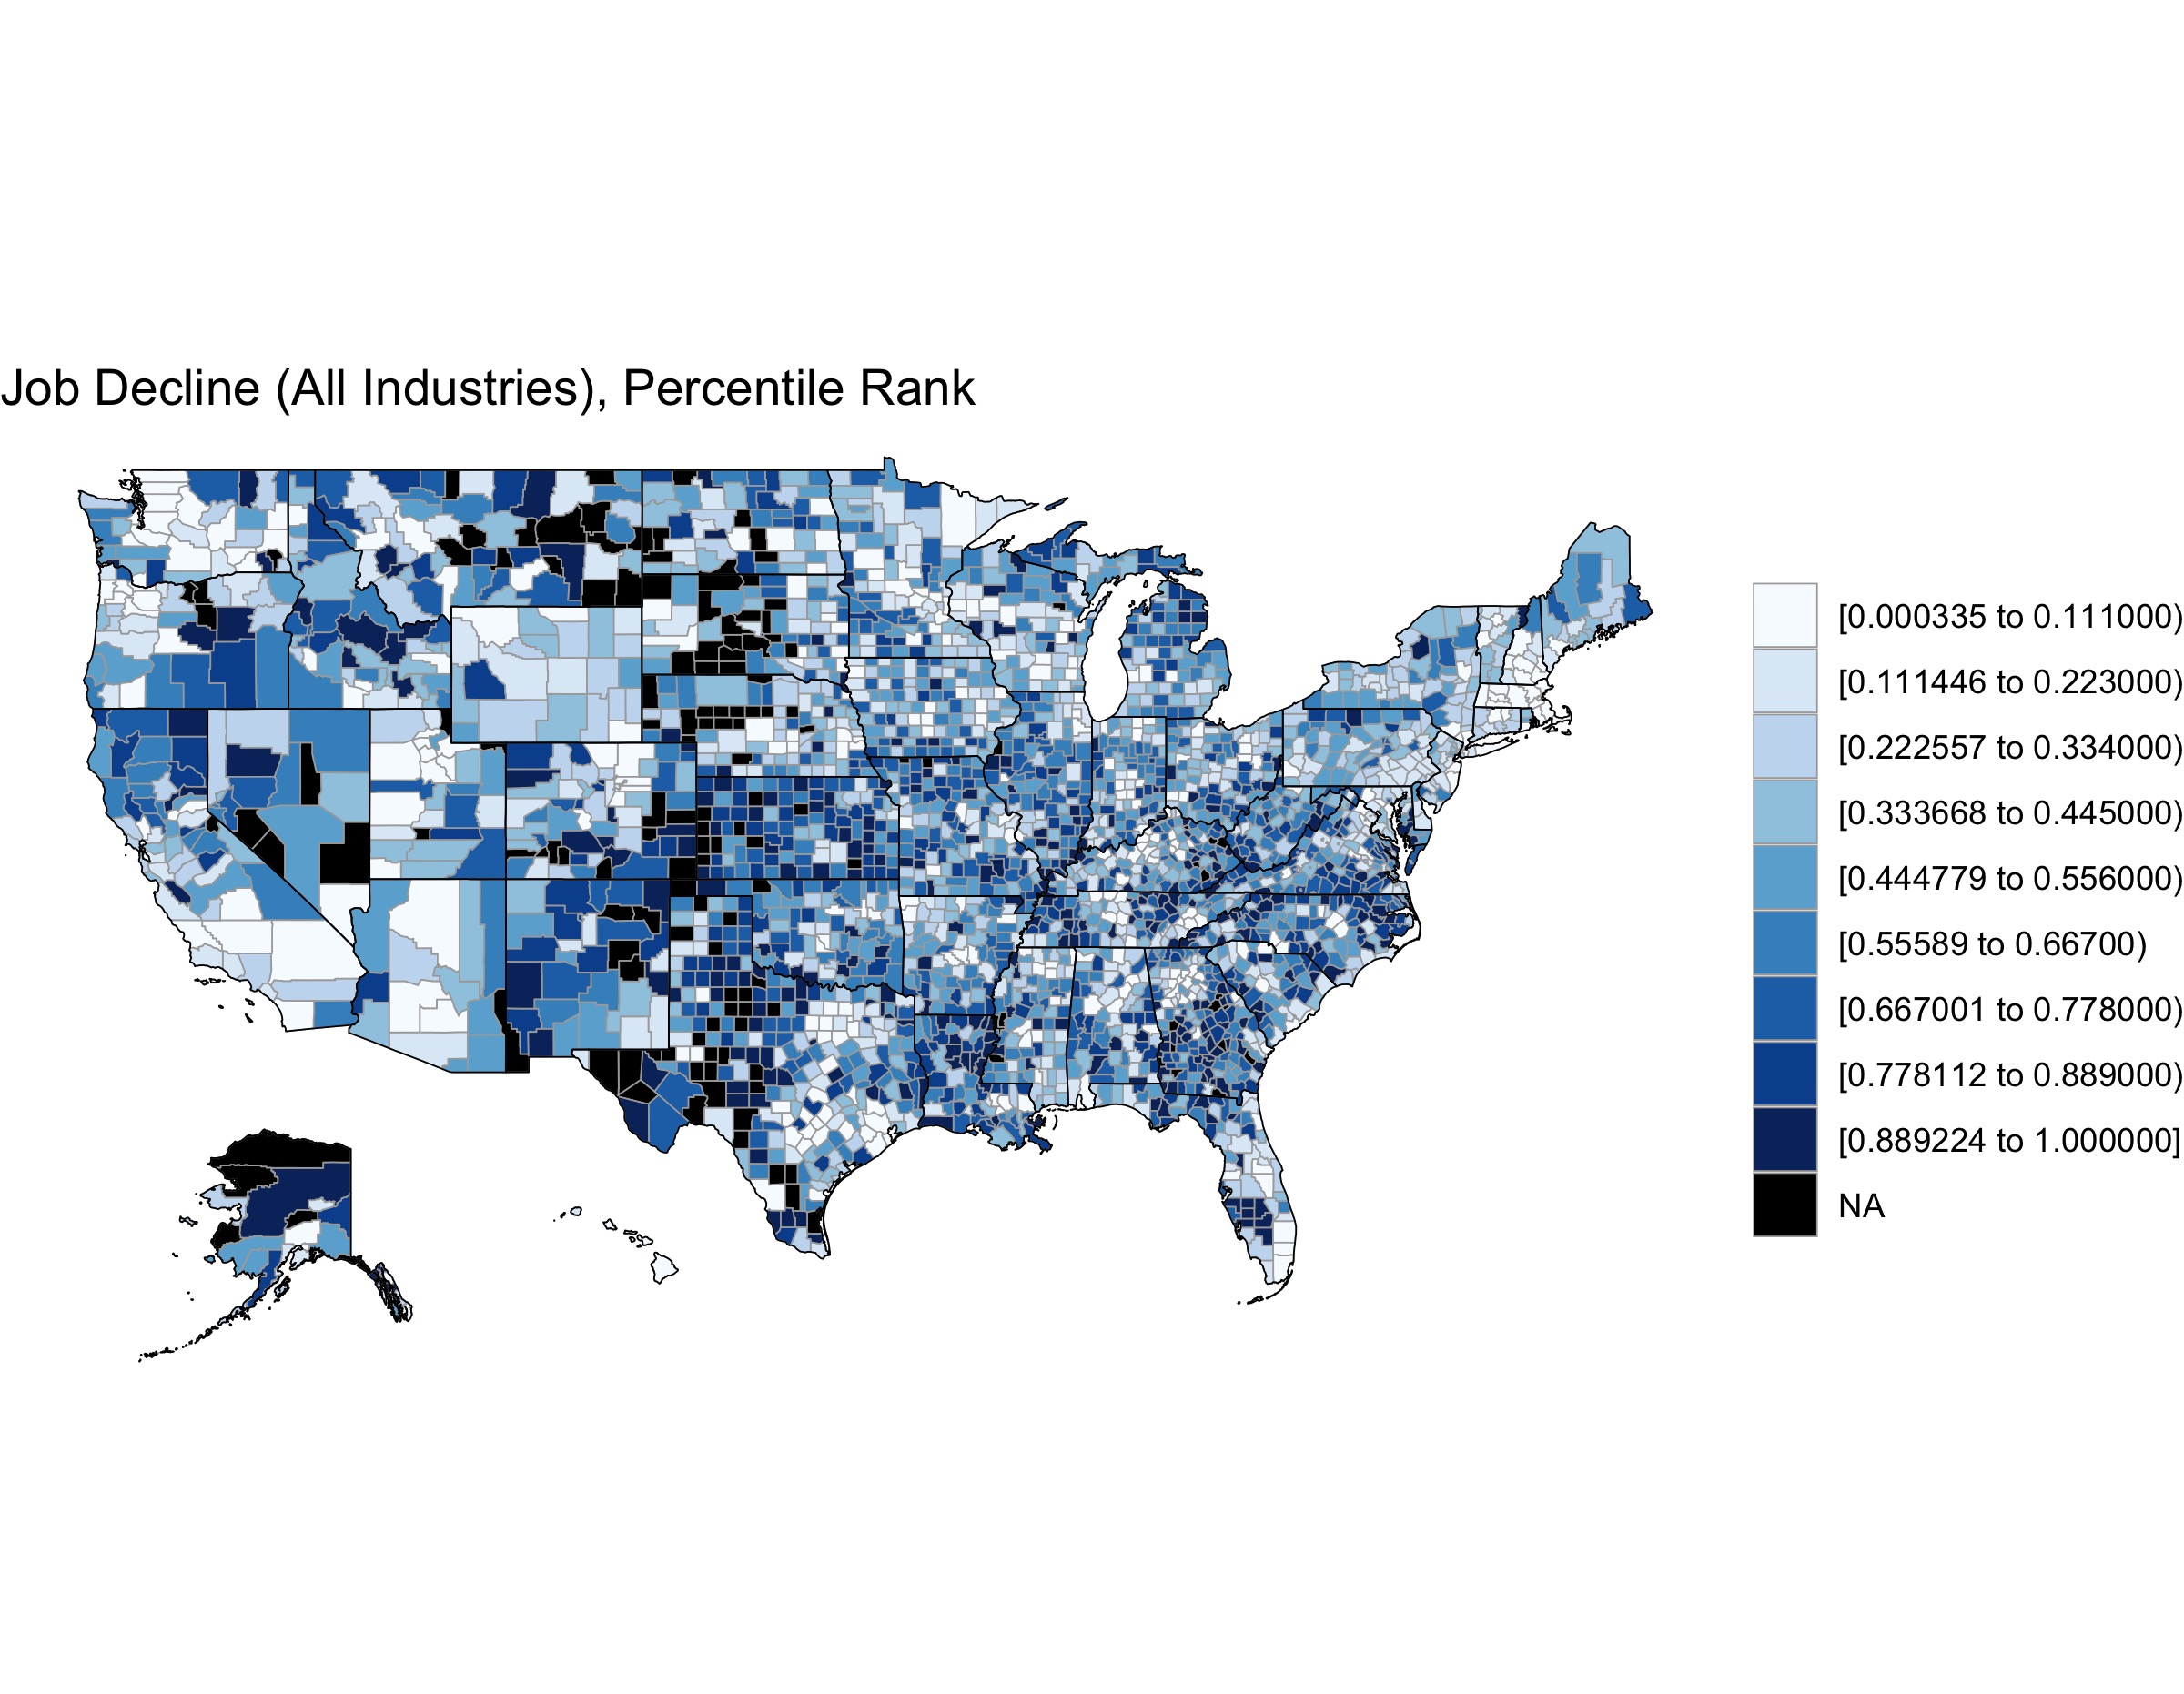 Job Decline (All Industries), Percentile Rank
[0.000335 to 0.111000)
[0.111446 to 0.223000)
[0.222557 to 0.334000)
[0.333668 to 0.445000)
[0.444779 to 0.556000)
[0.55589 to 0.66700)
[0.667001 to 0.778000)
[0.778112 to 0.889000)
[0.889224 to 1.000000]
NA